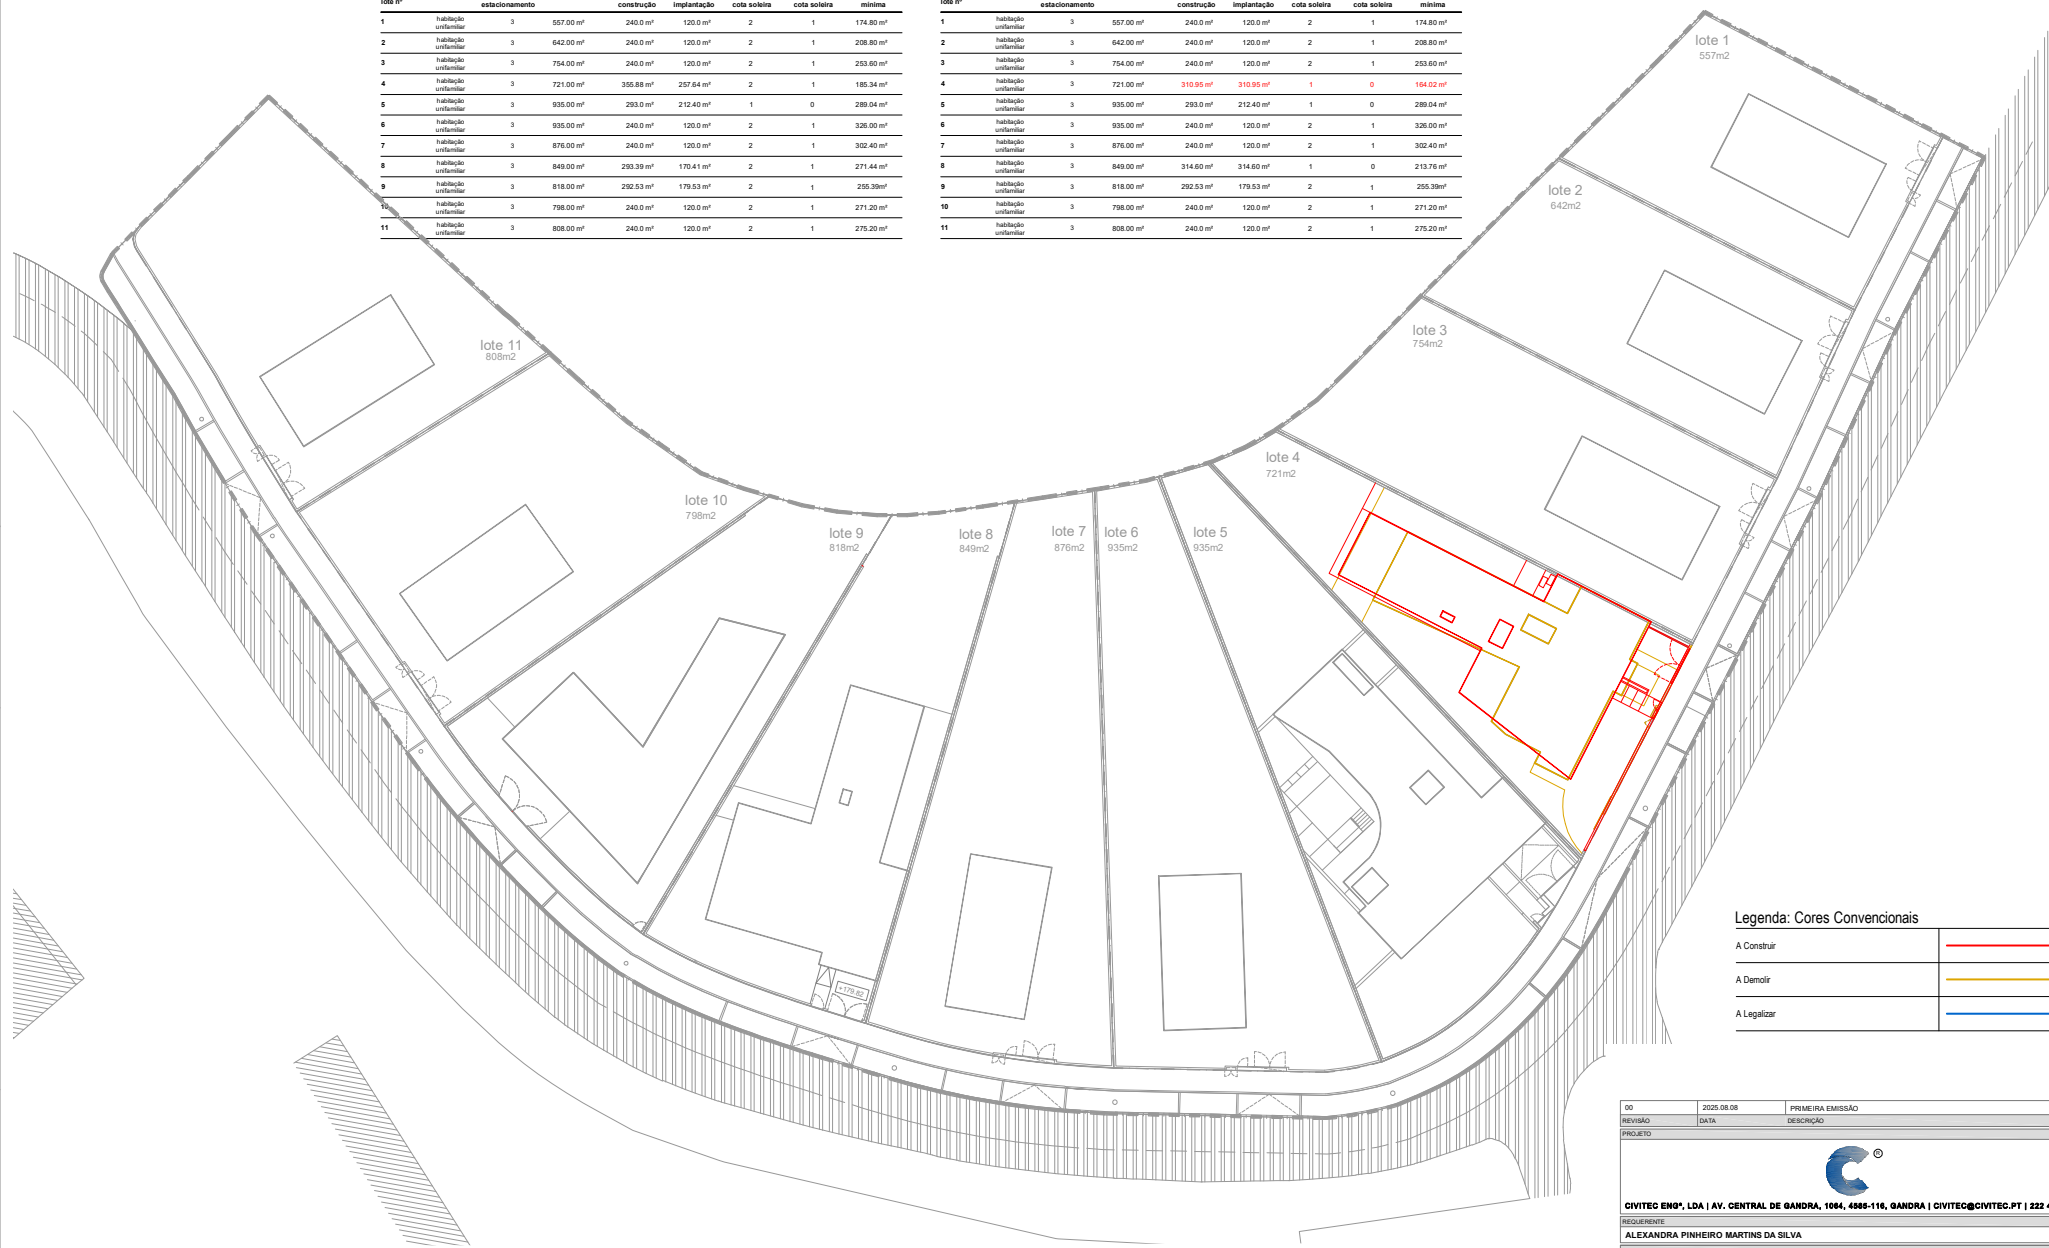 lote nº estacionamento construção implantação cota soleira cota soleira mínima
1 habitação unifamiliar 3 557.00 m² 240.0 m² 120.0 m² 2 1 174.80 m²
2 habitação unifamiliar 3 642.00 m² 240.0 m² 120.0 m² 2 1 208.80 m²
3 habitação unifamiliar 3 754.00 m² 240.0 m² 120.0 m² 2 1 253.60 m²
4 habitação unifamiliar 3 721.00 m² 355.88 m² 257.64 m² 2 1 185.34 m²
5 habitação unifamiliar 3 935.00 m² 293.0 m² 212.40 m² 1 0 289.04 m²
6 habitação unifamiliar 3 935.00 m² 240.0 m² 120.0 m² 2 1 326.00 m²
7 habitação unifamiliar 3 876.00 m² 240.0 m² 120.0 m² 2 1 302.40 m²
8 habitação unifamiliar 3 849.00 m² 293.39 m² 170.41 m² 2 1 271.44 m²
9 habitação unifamiliar 3 818.00 m² 292.53 m² 179.53 m² 2 1 255.39m²
10 habitação unifamiliar 3 798.00 m² 240.0 m² 120.0 m² 2 1 271.20 m²
11 habitação unifamiliar 3 808.00 m² 240.0 m² 120.0 m² 2 1 275.20 m²
lote nº estacionamento construção implantação cota soleira cota soleira mínima
1 habitação unifamiliar 3 557.00 m² 240.0 m² 120.0 m² 2 1 174.80 m²
2 habitação unifamiliar 3 642.00 m² 240.0 m² 120.0 m² 2 1 208.80 m²
3 habitação unifamiliar 3 754.00 m² 240.0 m² 120.0 m² 2 1 253.60 m²
4 habitação unifamiliar 3 721.00 m² 310.95 m² 310.95 m² 1 0 164.02 m²
5 habitação unifamiliar 3 935.00 m² 293.0 m² 212.40 m² 1 0 289.04 m²
6 habitação unifamiliar 3 935.00 m² 240.0 m² 120.0 m² 2 1 326.00 m²
7 habitação unifamiliar 3 876.00 m² 240.0 m² 120.0 m² 2 1 302.40 m²
8 habitação unifamiliar 3 849.00 m² 314.60 m² 314.60 m² 1 0 213.76 m²
9 habitação unifamiliar 3 818.00 m² 292.53 m² 179.53 m² 2 1 255.39m²
10 habitação unifamiliar 3 798.00 m² 240.0 m² 120.0 m² 2 1 271.20 m²
11 habitação unifamiliar 3 808.00 m² 240.0 m² 120.0 m² 2 1 275.20 m²
lote 1
557m2
lote 2
642m2
lote 3
754m2
lote 4
721m2
lote 5
935m2
lote 6
935m2
lote 7
876m2
lote 8
849m2
lote 9
818m2
lote 10
798m2
lote 11
808m2
+179.82
Legenda: Cores Convencionais
A Construir
A Demolir
A Legalizar
00 2025.08.08 PRIMEIRA EMISSÃO
REVISÃO DATA DESCRIÇÃO
PROJETO
®
CIVITEC ENGª, LDA | AV. CENTRAL DE GANDRA, 1084, 4585-116, GANDRA | CIVITEC@CIVITEC.PT | 222 4
REQUERENTE
ALEXANDRA PINHEIRO MARTINS DA SILVA